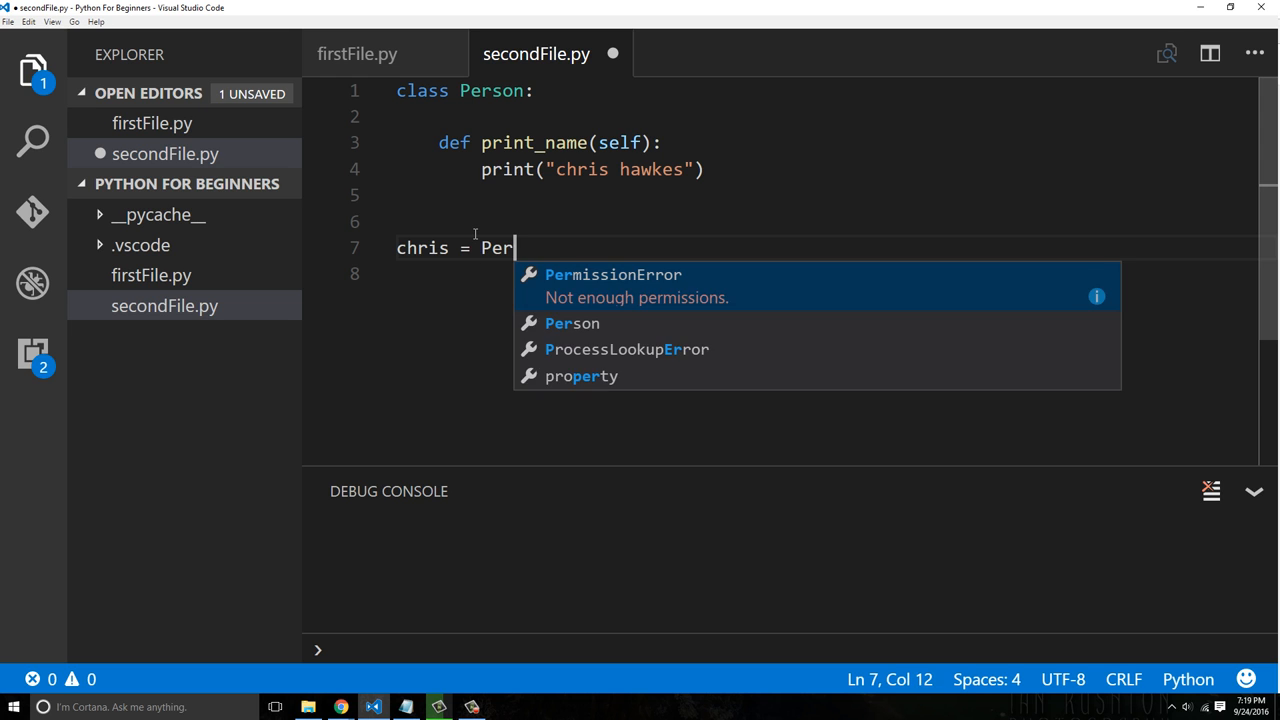 secondFile.py - Python For Beginners - Visual Studio Code
File Edit View Go Help
EXPLORER
OPEN EDITORS 1 UNSAVED
firstFile.py
secondFile.py
PYTHON FOR BEGINNERS
__pycache__
.vscode
firstFile.py
secondFile.py
1
2
firstFile.py secondFile.py
1 class Person:
2
3 def print_name(self):
4 print("chris hawkes")
5
6
7 chris = Per
8
PermissionError
Not enough permissions.
Person
ProcessLookupError
property
DEBUG CONSOLE
0 0 Ln 7, Col 12 Spaces: 4 UTF-8 CRLF Python
I'm Cortana. Ask me anything.
7:19 PM
9/24/2016